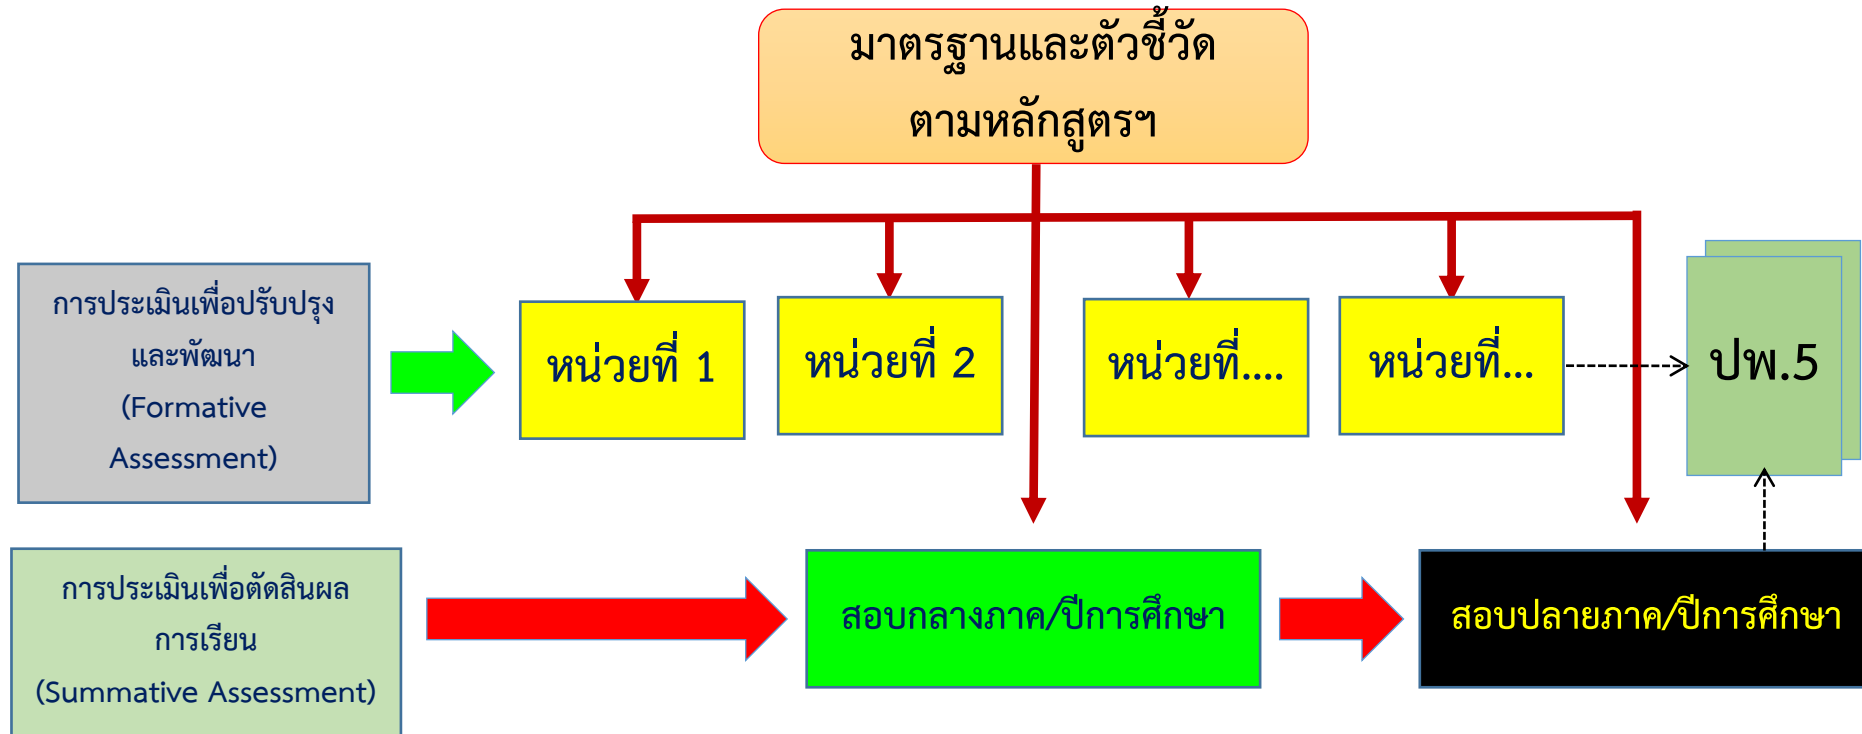 มาตรฐานและตัวชี้วัด
ตามหลักสูตรฯ
การประเมินเพื่อปรับปรุง
และพัฒนา
(Formative
Assessment)
หน่วยที่ 1
หน่วยที่ 2
หน่วยที่....
หน่วยที่...
ปพ.5
การประเมินเพื่อตัดสินผล
การเรียน
(Summative Assessment)
สอบกลางภาค/ปีการศึกษา
สอบปลายภาค/ปีการศึกษา